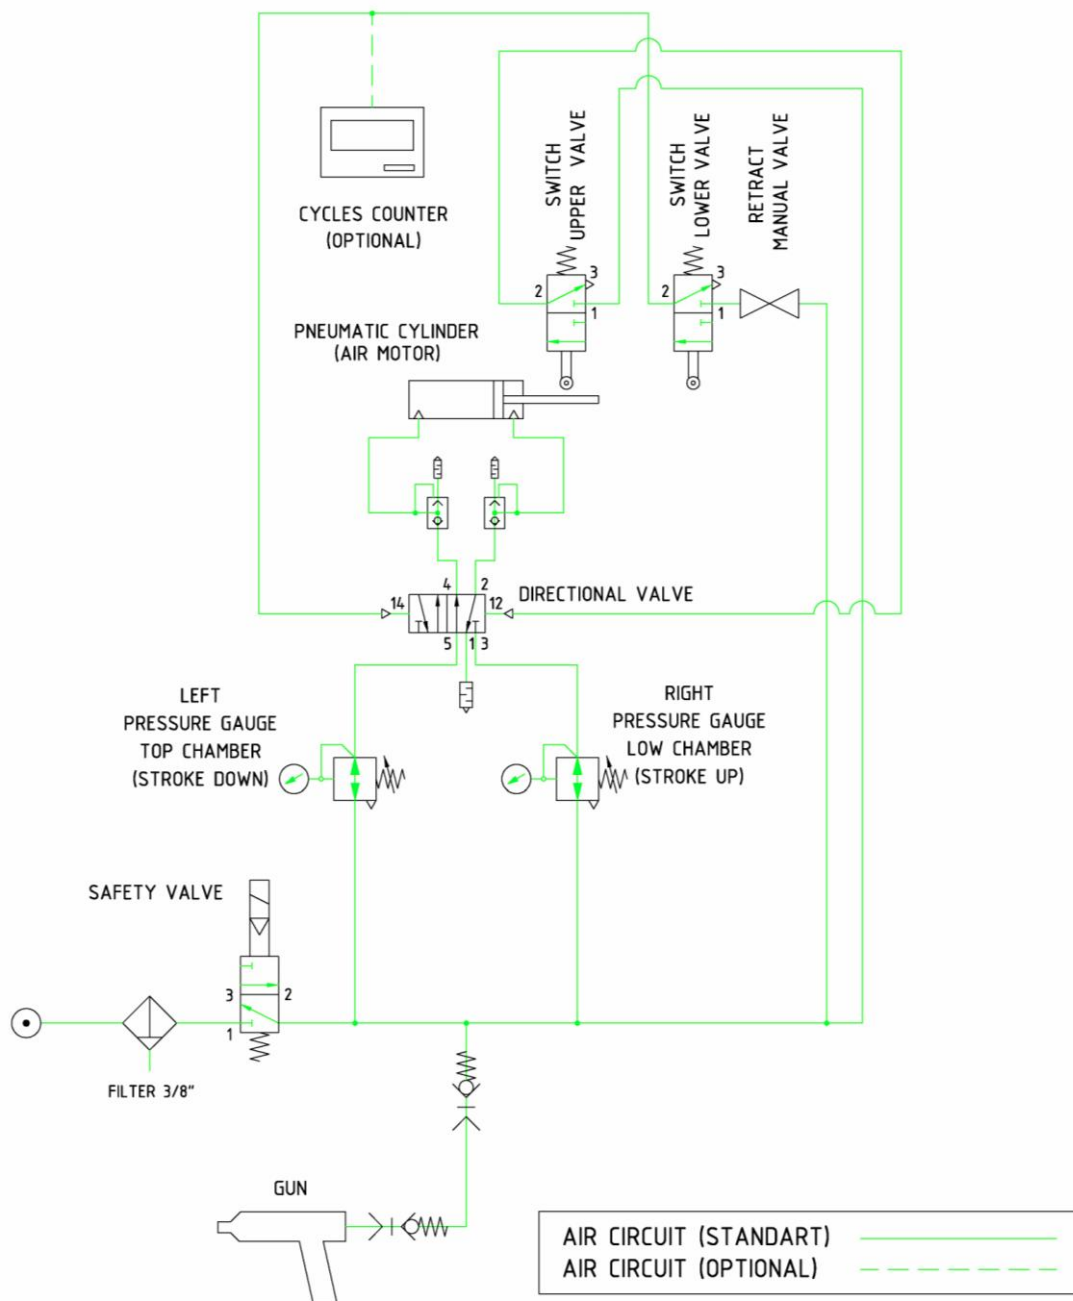 SWITCH
UPPER VALVE
SWITCH
LOWER VALVE
RETRACT
MANUAL VALVE
CYCLES COUNTER
(OPTIONAL)
3
2
1
3
2
1
PNEUMATIC CYLINDER
(AIR MOTOR)
4 2
14 12
DIRECTIONAL VALVE
5 1 3
LEFT
PRESSURE GAUGE
TOP CHAMBER
(STROKE DOWN)
RIGHT
PRESSURE GAUGE
LOW CHAMBER
(STROKE UP)
SAFETY VALVE
3 2
1
FILTER 3/8"
GUN
AIR CIRCUIT (STANDART)
AIR CIRCUIT (OPTIONAL)